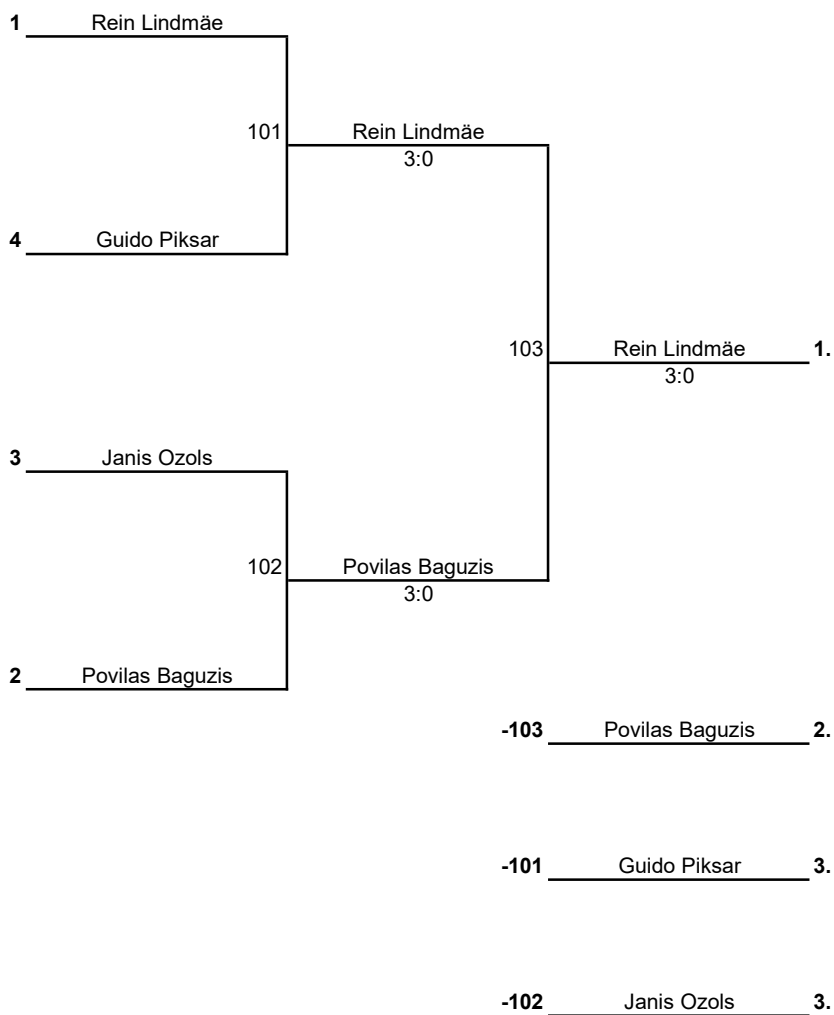 1 Rein Lindmäe
101 Rein Lindmäe
3:0
4 Guido Piksar
103 Rein Lindmäe 1.
3:0
3 Janis Ozols
102 Povilas Baguzis
3:0
2 Povilas Baguzis
-103 Povilas Baguzis 2.
-101 Guido Piksar 3.
-102 Janis Ozols 3.